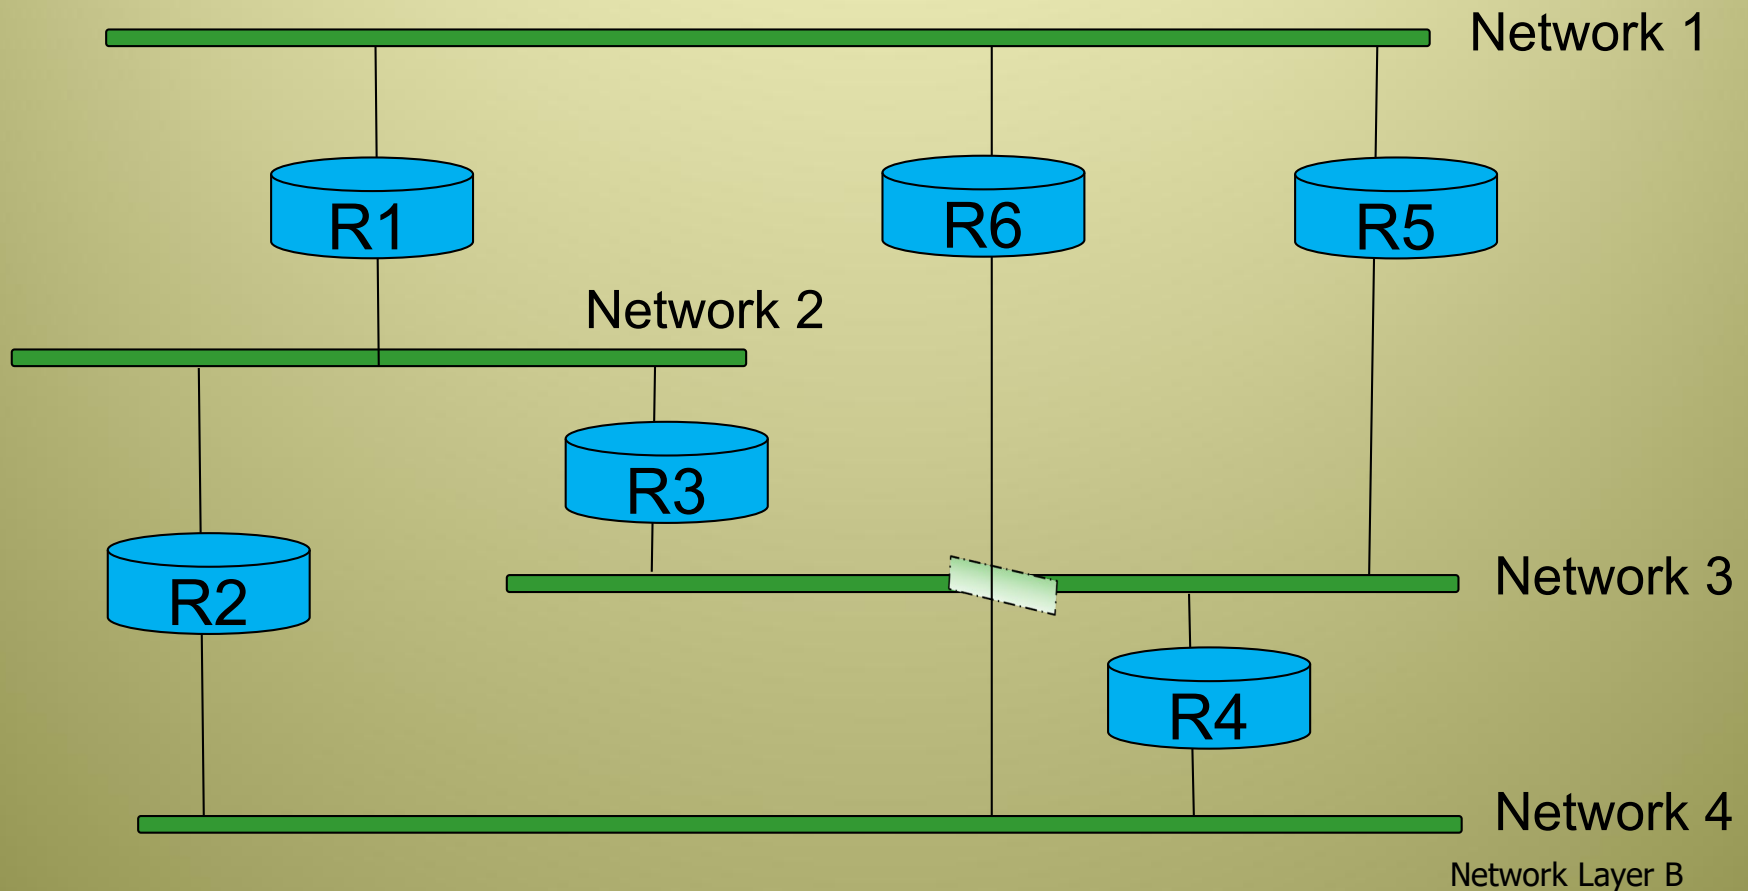 Network 1
R1
R6
R5
Network 2
R3
Network 3
R2
R4
Network 4
Network Layer B